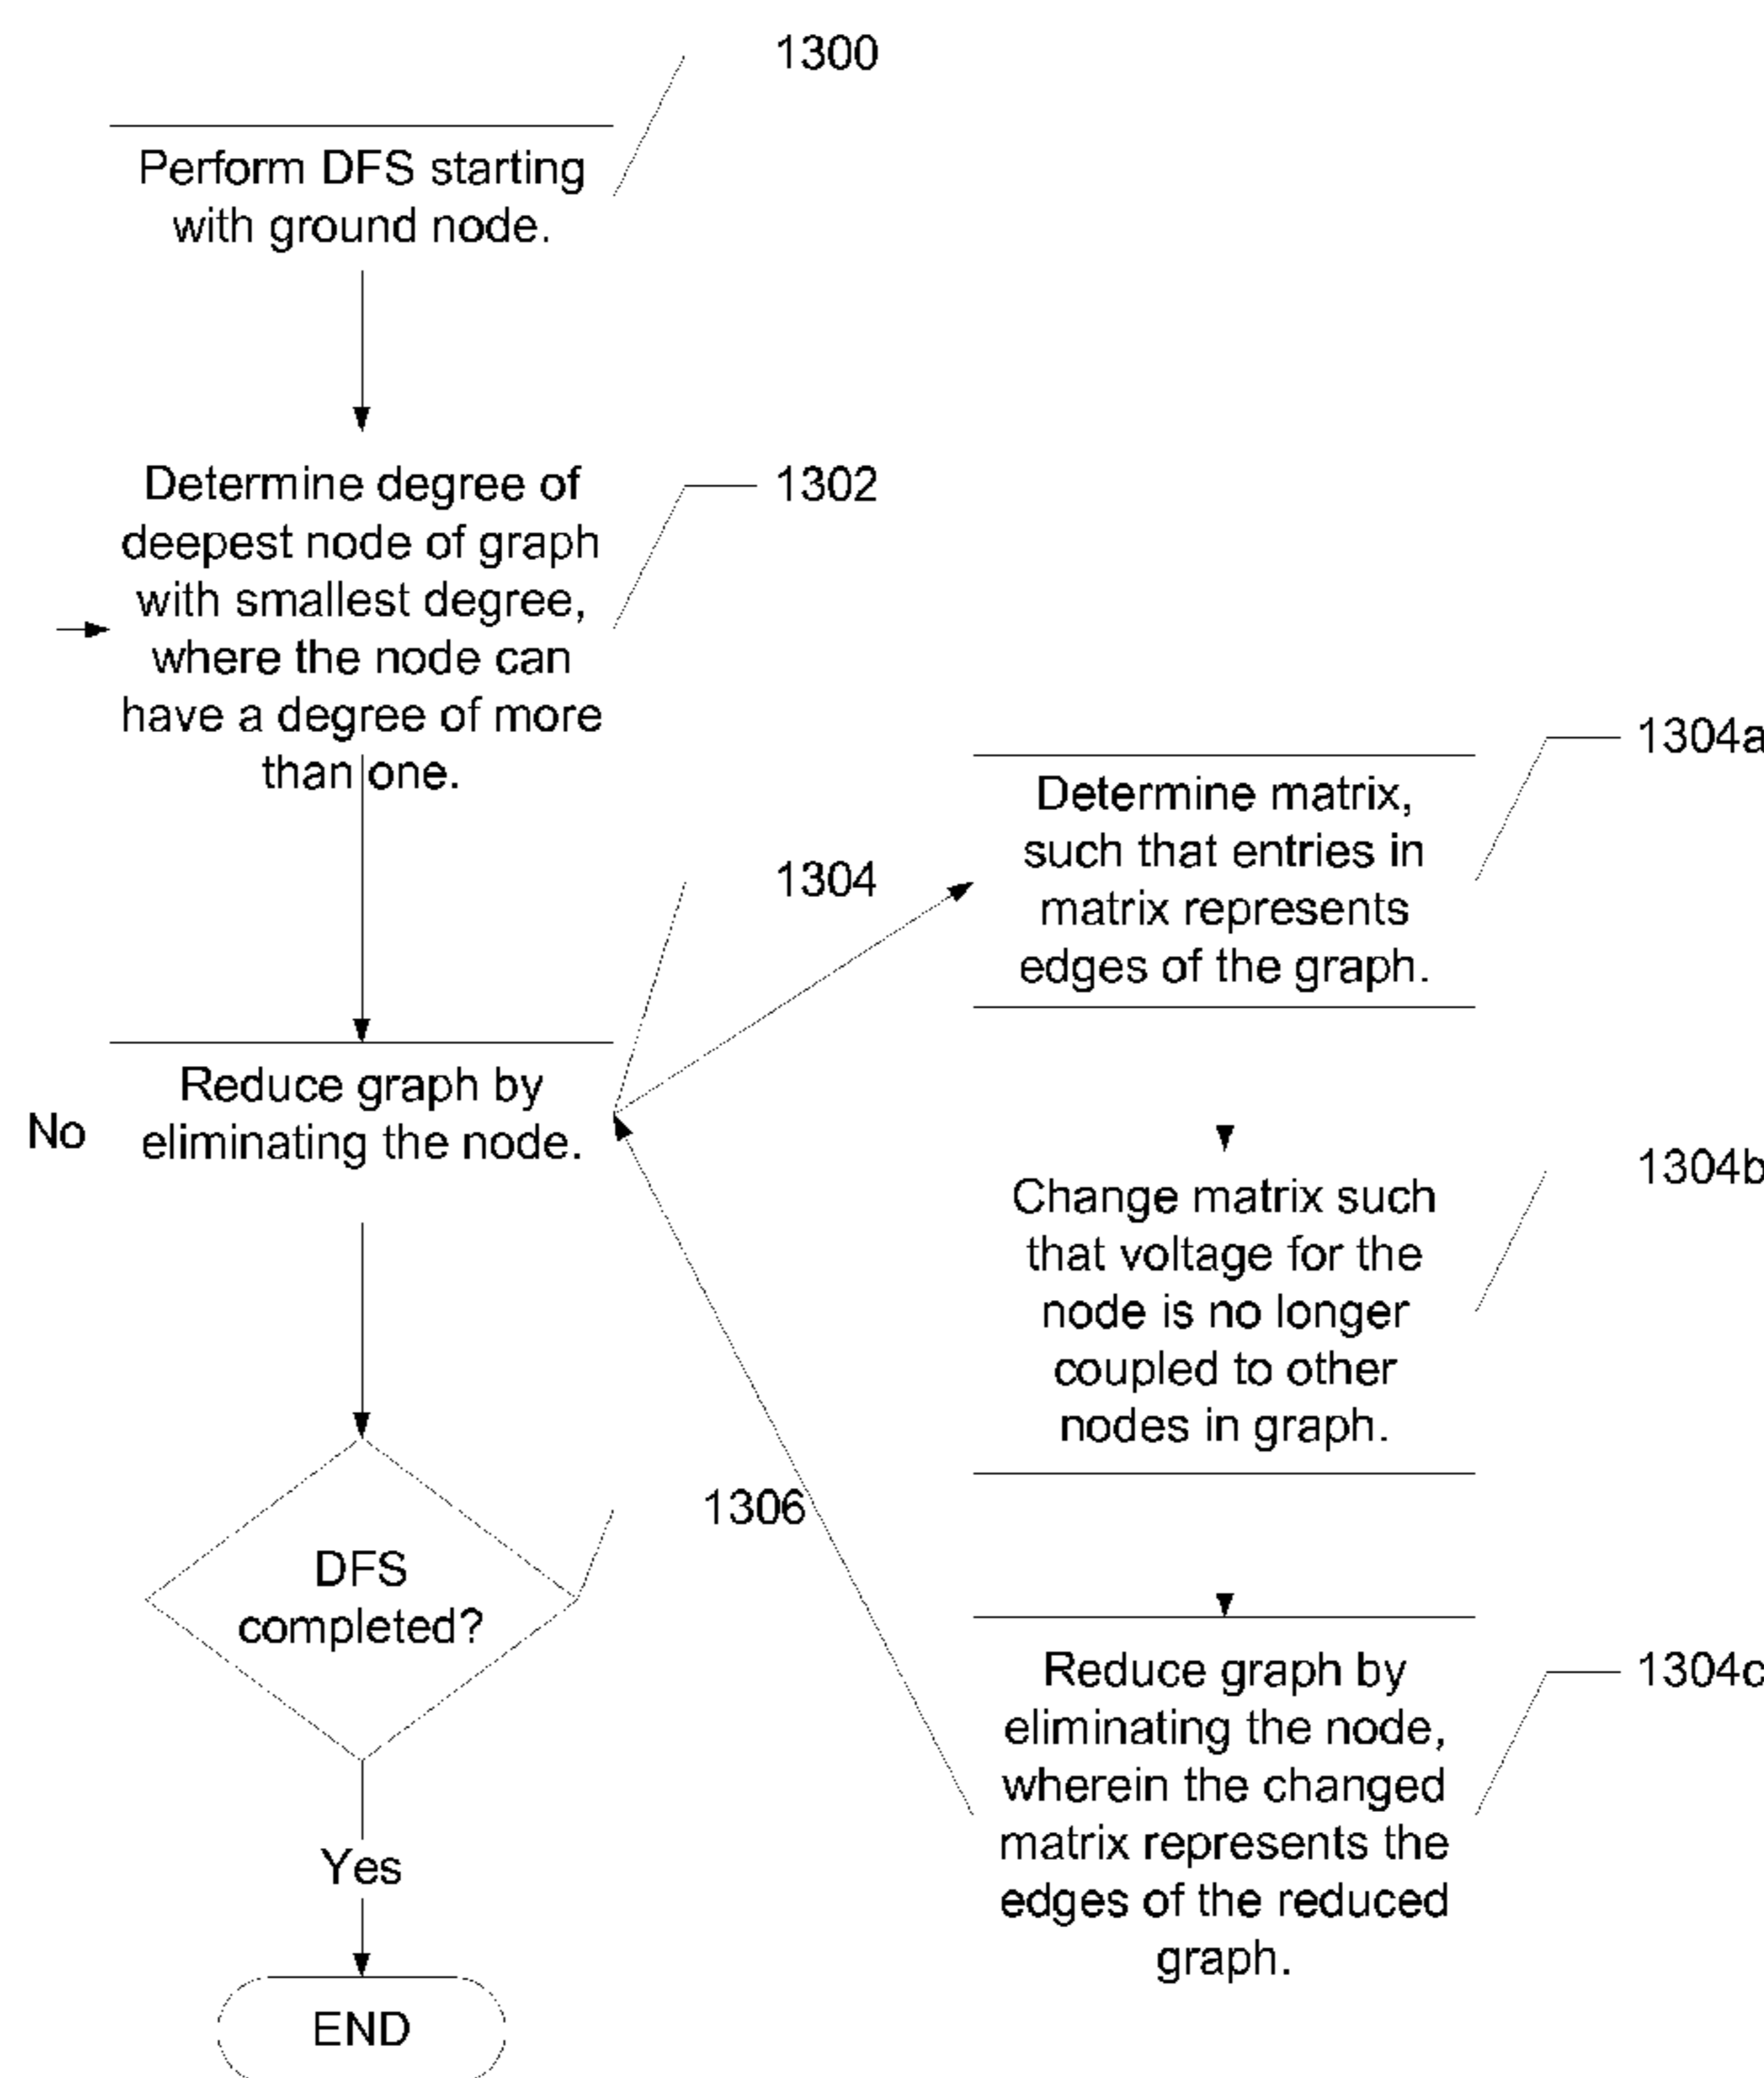 1300
Perform DFS starting
with ground node.
1302
Determine degree of
deepest node of graph
with smallest degree,
where the node can
have a degree of more
than one.
1304
Reduce graph by
eliminating the node.
No
1306
DFS
completed?
Yes
END
1304a
Determine matrix,
such that entries in
matrix represents
edges of the graph.
1304b
Change matrix such
that voltage for the
node is no longer
coupled to other
nodes in graph.
1304c
Reduce graph by
eliminating the node,
wherein the changed
matrix represents the
edges of the reduced
graph.